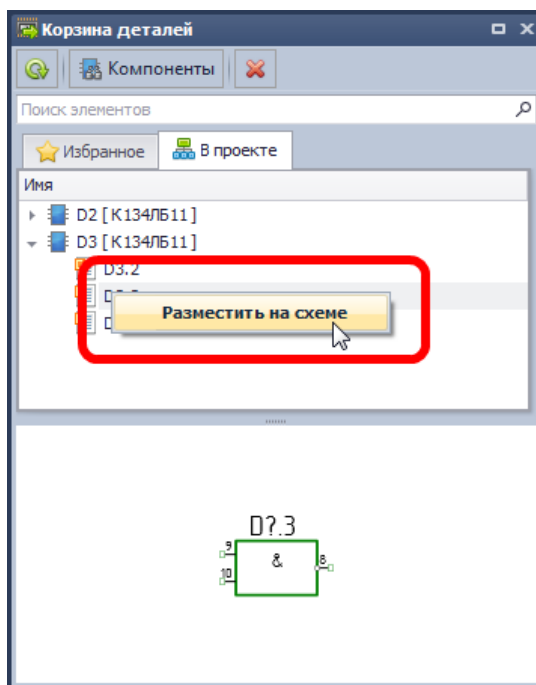 Корзина деталей
Компоненты
Поиск элементов
Избранное
В проекте
Имя
D2 [К134ЛБ11]
D3 [К134ЛБ11]
D3.2
Разместить на схеме
D?.3
9
&
8
10